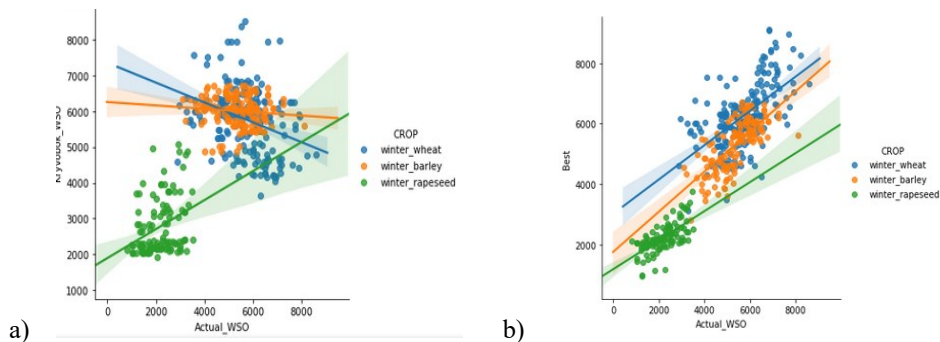 8000
7000
6000
5000
4000
3000
2000
1000
0 2000 4000 6000 8000
Actual_WSO
CROP
winter_wheat
winter_barley
winter_rapeseed
a)
Best
8000
6000
4000
2000
0 2000 4000 6000 8000
Actual_WSO
CROP
winter_wheat
winter_barley
winter_rapeseed
b)